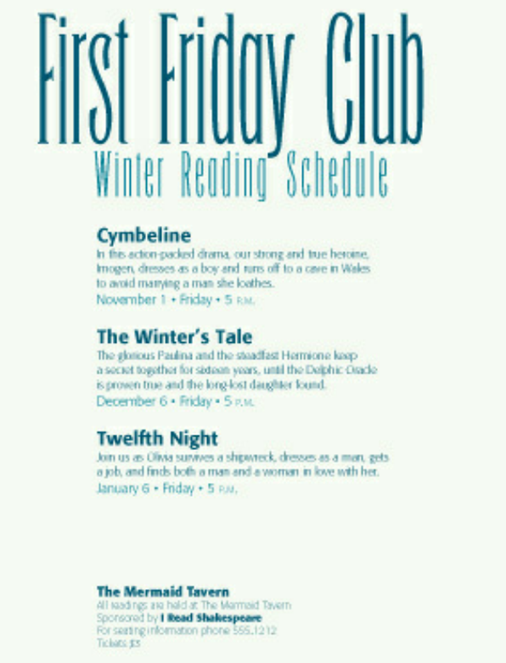 First Friday Club
Winter Reading Schedule
Cymbeline
In this action-packed drama, our strong and true heroine,
Imogen, dresses as a boy and runs off to a cave in Wales
to avoid marrying a man she loathes.
November 1 • Friday • 5 P.M.
The Winter's Tale
The glorious Paulina and the steadfast Hermione keep
a secret together for sixteen years, until the Delphic Oracle
is proven true and the long-lost daughter found.
December 6 • Friday • 5 P.M.
Twelfth Night
Join us as Olivia survives a shipwreck, dresses as a man, gets
a job, and finds both a man and a woman in love with her.
January 6 • Friday • 5 P.M.
The Mermaid Tavern
All readings are held at The Mermaid Tavern
Sponsored by I Read Shakespeare
For seating information phone 555.1212
Tickets